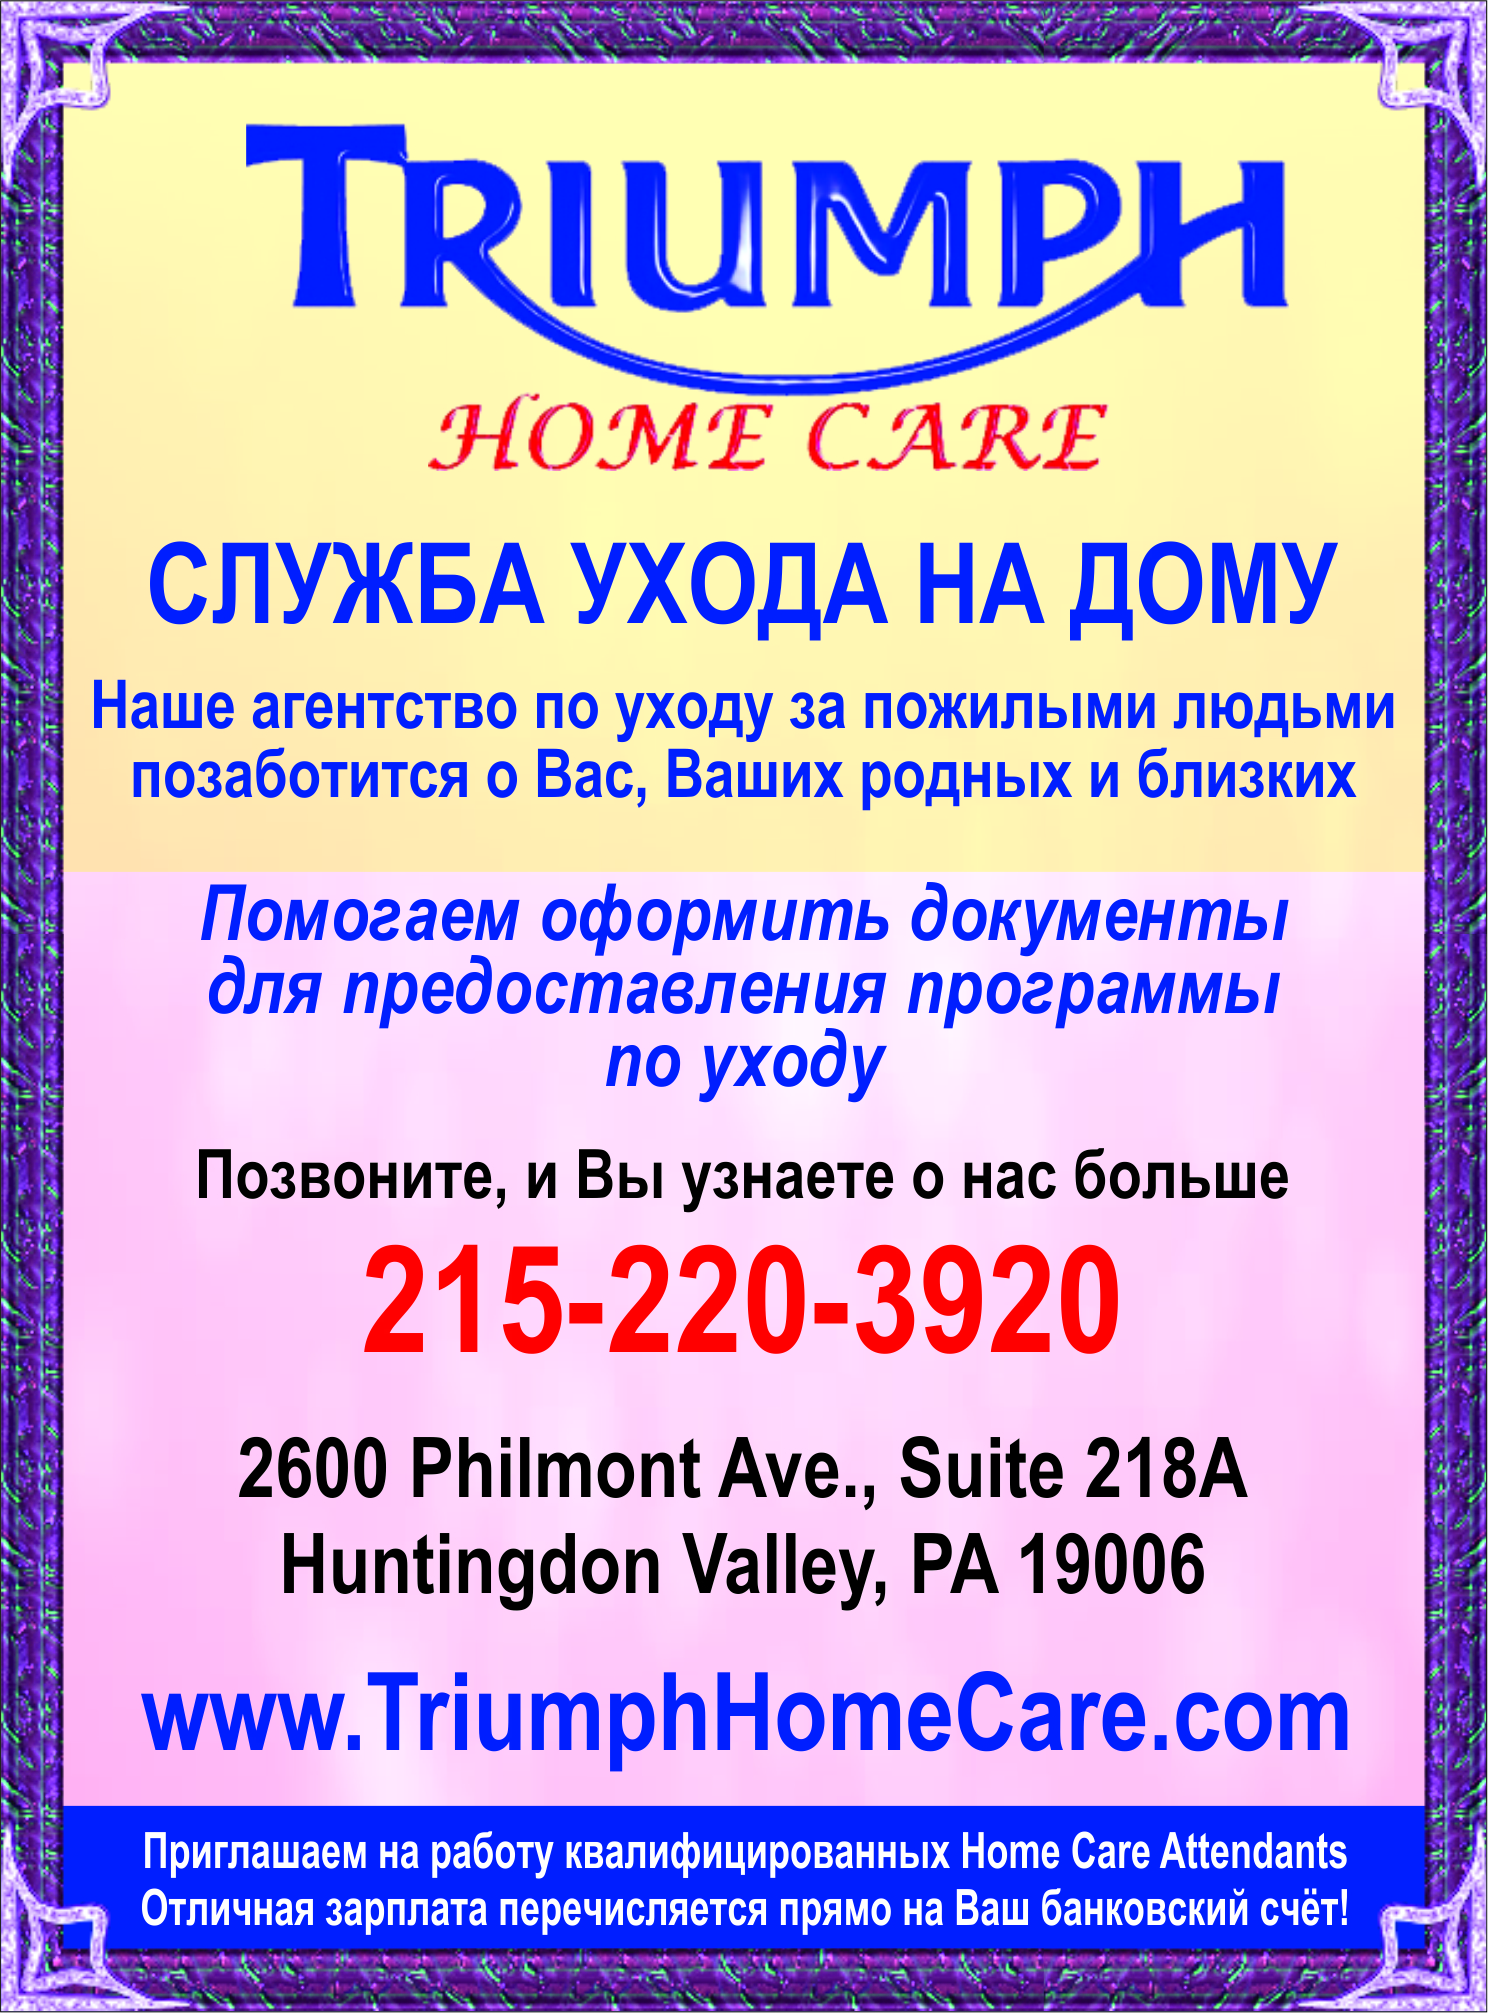 TRIUMPH
HOME CARE
СЛУЖБА УХОДА НА ДОМУ
Наше агентство по уходу за пожилыми людьми
позаботится о Вас, Ваших родных и близких
Помогаем оформить документы
для предоставления программы
по уходу
Позвоните, и Вы узнаете о нас больше
215-220-3920
2600 Philmont Ave., Suite 218A
Huntingdon Valley, PA 19006
www.TriumphHomeCare.com
Приглашаем на работу квалифицированных Home Care Attendants
Отличная зарплата перечисляется прямо на Ваш банковский счёт!